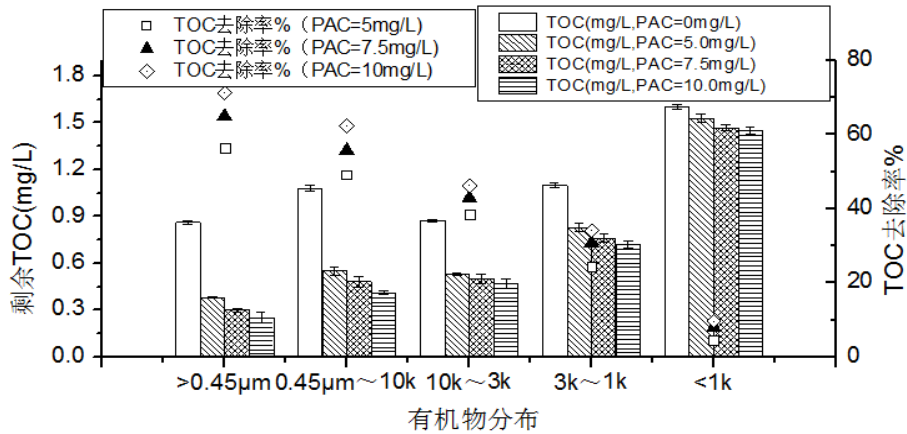 TOC去除率%（PAC=5mg/L)
TOC去除率%（PAC=7.5mg/L)
TOC去除率%（PAC=10mg/L)
TOC(mg/L,PAC=0mg/L)
TOC(mg/L,PAC=5.0mg/L)
TOC(mg/L,PAC=7.5mg/L)
TOC(mg/L,PAC=10.0mg/L)
剩余TOC(mg/L)
1.8
1.5
1.2
0.9
0.6
0.3
0.0
80
60
40
20
0
TOC去除率%
>0.45μm 0.45μm～10k 10k～3k 3k～1k <1k
有机物分布